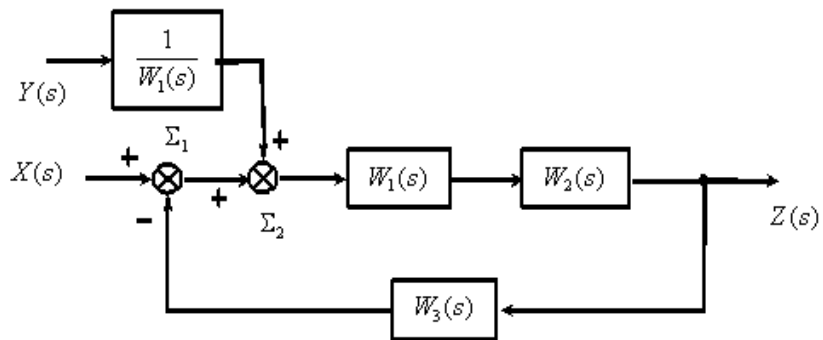 1
W₁(s)
Y(s)
Σ₁
+
+
X(s)
W₁(s)
W₂(s)
+
−
Σ₂
Z(s)
W₃(s)